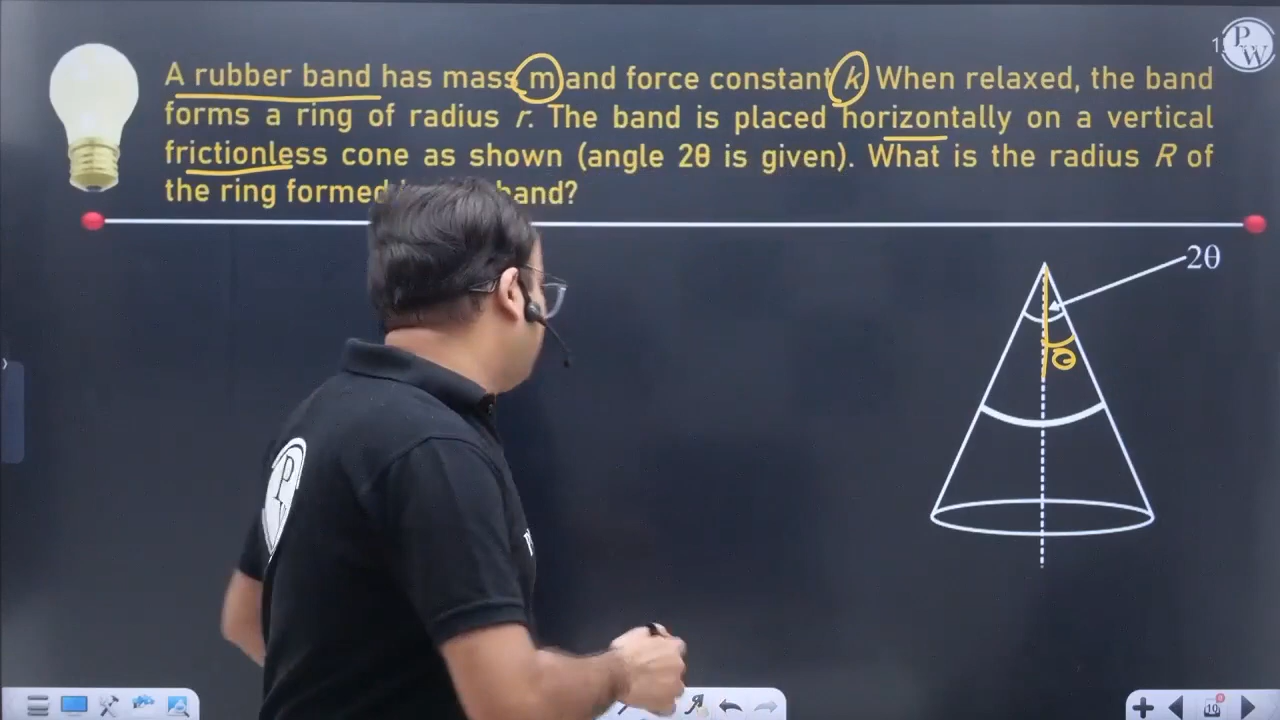 A rubber band has mass m and force constant k. When relaxed, the band
forms a ring of radius r. The band is placed horizontally on a vertical
frictionless cone as shown (angle 2θ is given). What is the radius R of
the ring formed band?
2θ
θ
P
W
P
10